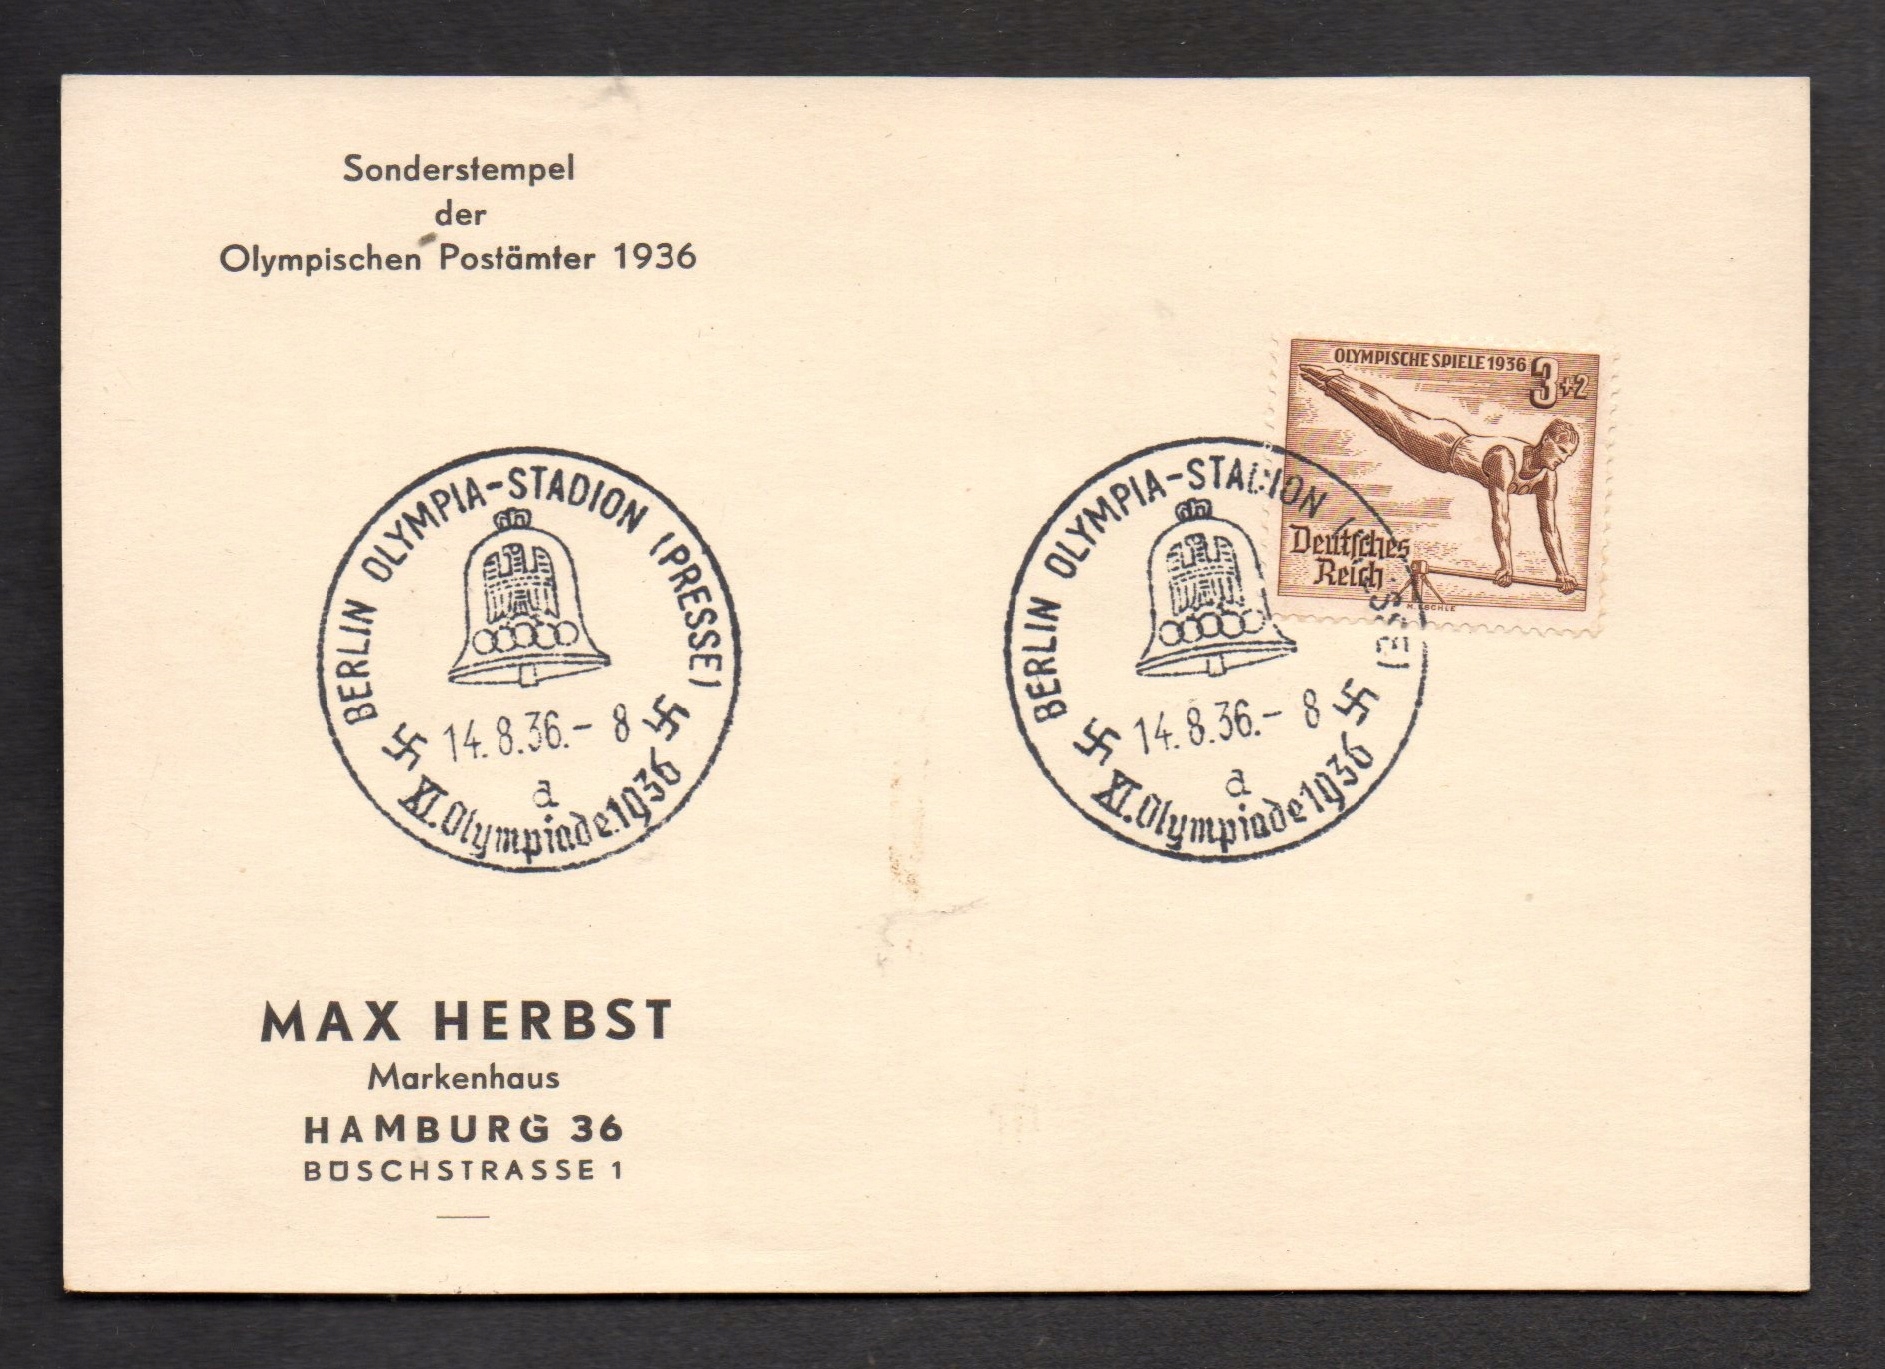 Sonderstempel
der
Olympischen Postämter 1936
OLYMPISCHE SPIELE 1936 3+2
Deutsches
Reich
H. ESCHLE
BERLIN OLYMPIA-STADION (PRESSE)
14.8.36.- 8
a
XI. Olympiade 1936
BERLIN OLYMPIA-STADION (PRESSE)
14.8.36.- 8
a
XI. Olympiade 1936
MAX HERBST
Markenhaus
HAMBURG 36
BÜSCHSTRASSE 1